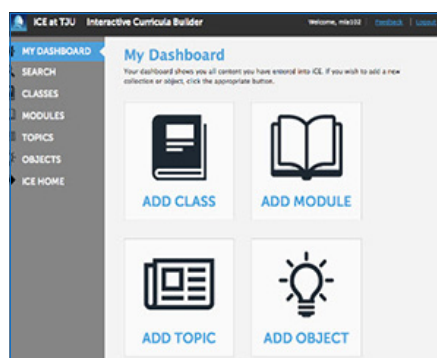 ICE at TJU Interactive Curricula Builder Welcome, mla102 Feedback Logout
MY DASHBOARD
SEARCH
CLASSES
MODULES
TOPICS
OBJECTS
ICE HOME
My Dashboard
Your dashboard shows you all content you have entered into ICE. If you wish to add a new
collection or object, click the appropriate button.
ADD CLASS
ADD MODULE
ADD TOPIC
ADD OBJECT